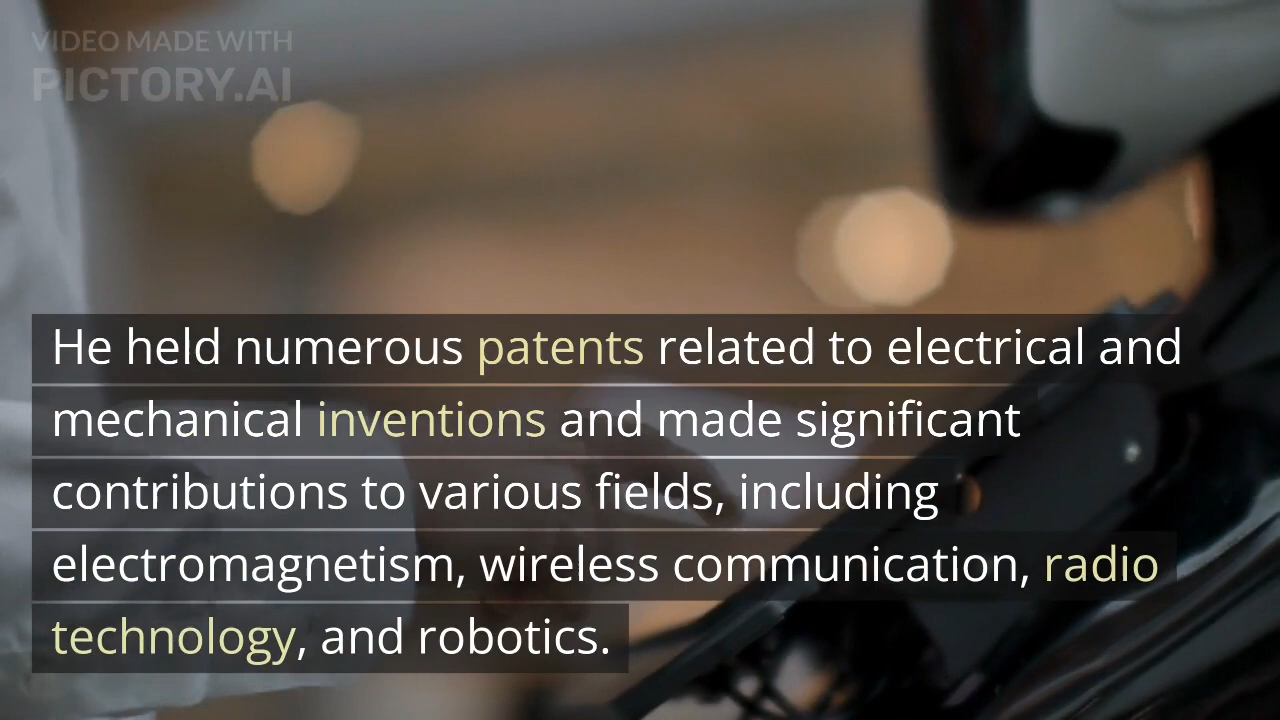 VIDEO MADE WITH
PICTORY.AI
He held numerous patents related to electrical and
mechanical inventions and made significant
contributions to various fields, including
electromagnetism, wireless communication, radio
technology, and robotics.